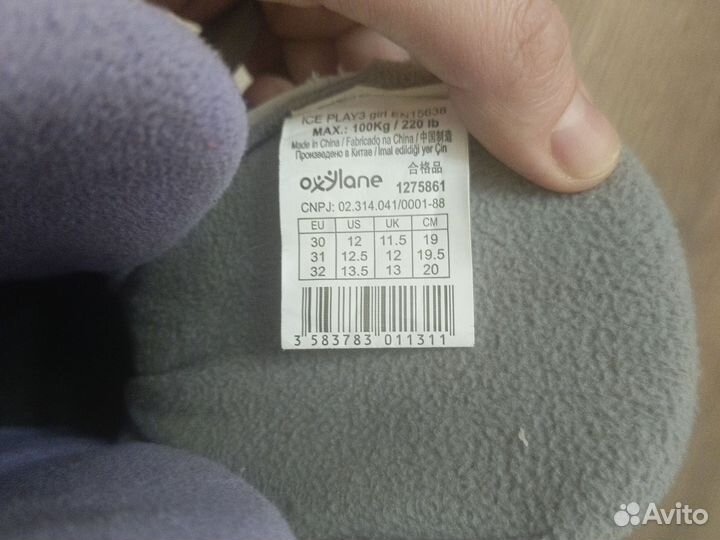 ICE PLAY3 girl EN15638
MAX.: 100Kg / 220 lb
Made in China / Fabricado na China / 中国制造
Произведено в Китае / İmal edildiği yer Çin
合格品
oxylane 1275861
CNPJ: 02.314.041/0001-88
EU US UK CM
30 12 11.5 19
31 12.5 12 19.5
32 13.5 13 20
3 583783 011311
Avito